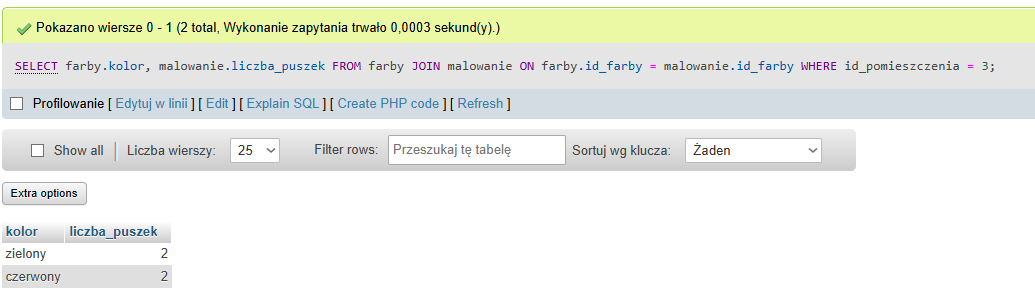 Pokazano wiersze 0 - 1 (2 total, Wykonanie zapytania trwało 0,0003 sekund(y).)
SELECT farby.kolor, malowanie.liczba_puszek FROM farby JOIN malowanie ON farby.id_farby = malowanie.id_farby WHERE id_pomieszczenia = 3;
Profilowanie [ Edytuj w linii ] [ Edit ] [ Explain SQL ] [ Create PHP code ] [ Refresh ]
Show all Liczba wierszy: 25 Filter rows: Przeszukaj tę tabelę Sortuj wg klucza: Żaden
Extra options
kolor liczba_puszek
zielony 2
czerwony 2